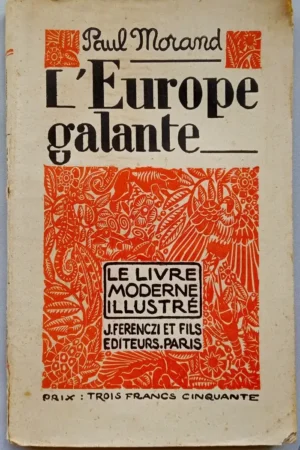 Paul Morand
L'Europe
galante
LE LIVRE
MODERNE
ILLUSTRÉ
J. FERENCZI ET FILS
EDITEURS. PARIS
PRIX : TROIS FRANCS CINQUANTE